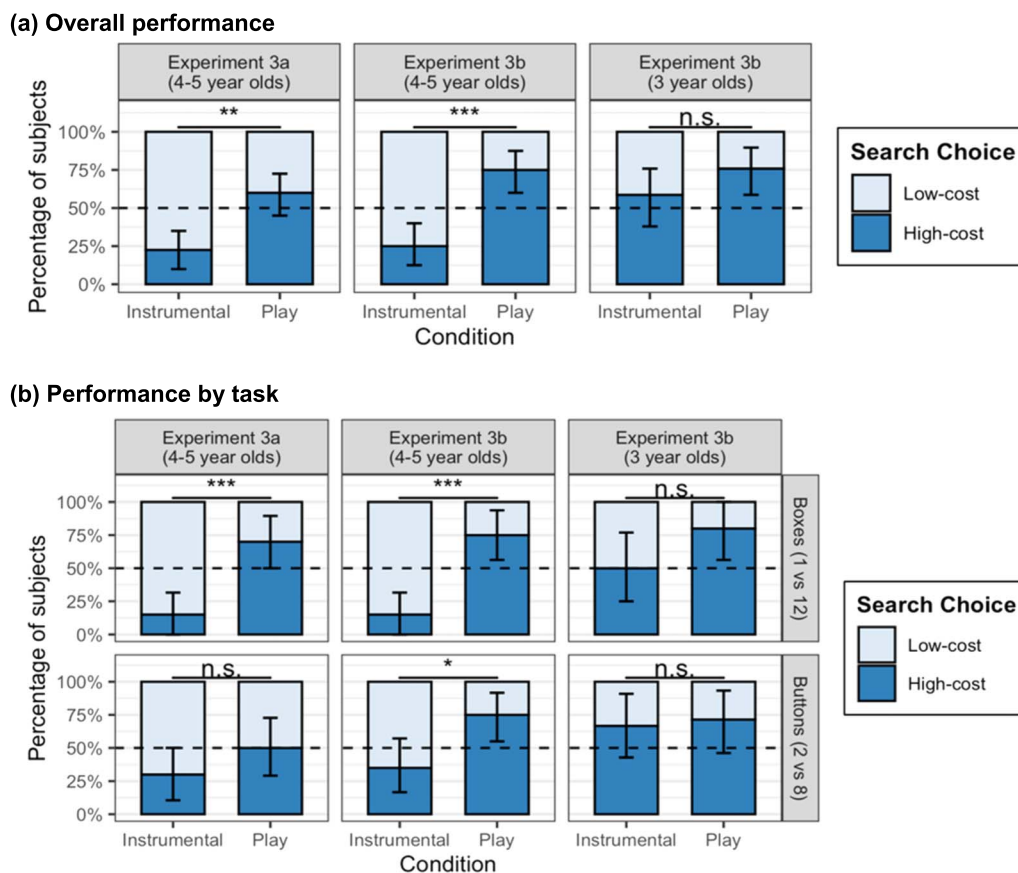 (a) Overall performance
Experiment 3a
(4-5 year olds)
Experiment 3b
(4-5 year olds)
Experiment 3b
(3 year olds)
Percentage of subjects
100%
75%
50%
25%
0%
**
***
n.s.
Instrumental Play
Instrumental Play
Instrumental Play
Condition
Search Choice
Low-cost
High-cost
(b) Performance by task
Experiment 3a
(4-5 year olds)
Experiment 3b
(4-5 year olds)
Experiment 3b
(3 year olds)
Percentage of subjects
100%
75%
50%
25%
0%
***
***
n.s.
Boxes (1 vs 12)
100%
75%
50%
25%
0%
n.s.
*
n.s.
Buttons (2 vs 8)
Instrumental Play
Instrumental Play
Instrumental Play
Condition
Search Choice
Low-cost
High-cost